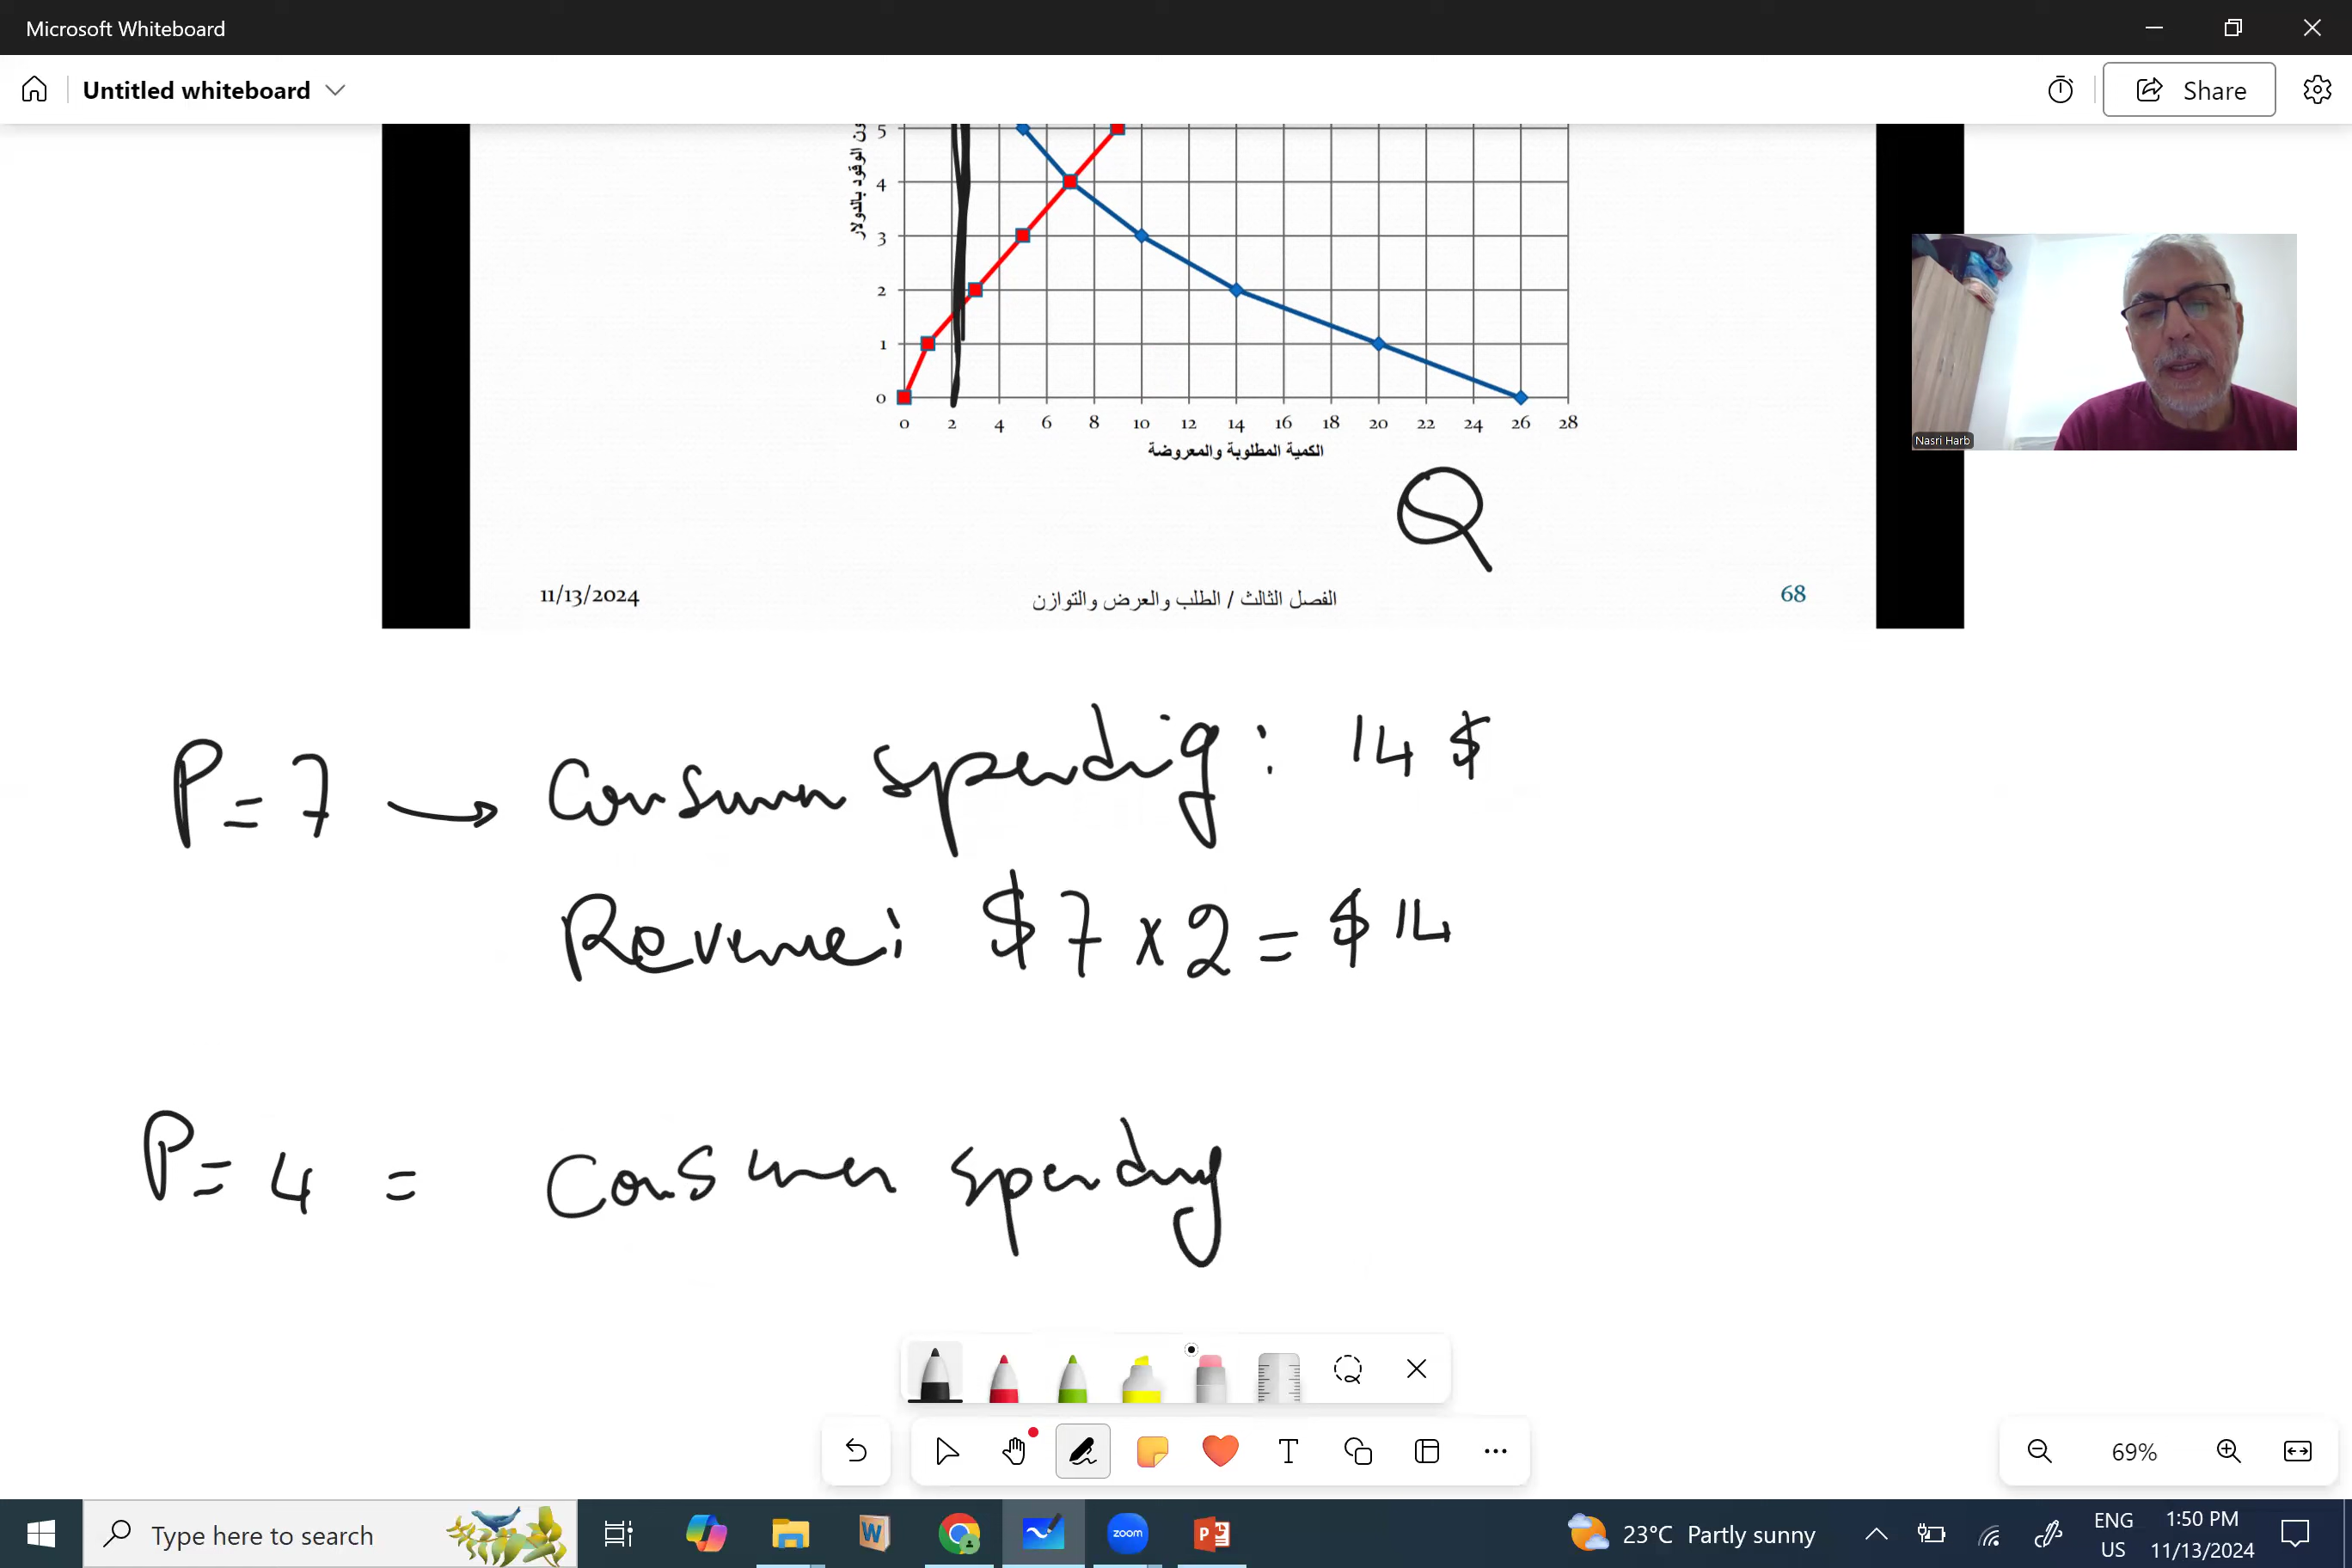 Microsoft Whiteboard
Untitled whiteboard
Share
ون الوقود بالدولار
5
4
3
2
1
0
0 2 4 6 8 10 12 14 16 18 20 22 24 26 28
الكمية المطلوبة والمعروضة
Q
11/13/2024
الفصل الثالث / الطلب والعرض والتوازن
68
Nasri Harb
P = 7 → Consumer spending : 14 $
Revenue: $ 7 x 2 = $ 14
P = 4 = Consumer spending
69%
Type here to search
zoom
23°C Partly sunny
ENG
US
1:50 PM
11/13/2024